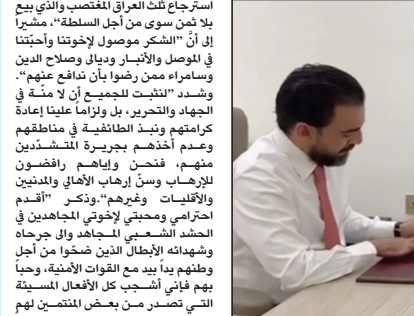 استرجاع ثلث العراق المغتصب والذي بيع
بلا ثمن سوى من أجل السلطة”، مشيراً
إلى أنَّ “الشكر موصول لإخوتنا وأحبّتنا
في الموصل والأنبار وديالى وصلاح الدين
وسامراء ممن رضوا بأن ندافع عنهم”.
وشدد “لنثبت للجميع أن لا منّة في
الجهاد والتحرير، بل ولزاماً علينا إعادة
كرامتهم ونبذ الطائفية في مناطقهم
وعدم أخذهم بجريرة المتشدّدين
منهم، فنحن وإياهم رافضون
للإرهاب وسنّ إرهاب الأهالي والمدنيين
والأقليات وغيرهم“.وذكر ”أقدم
احترامي ومحبتي لإخوتي المجاهدين في
الحشد الشعبي المجاهد والى جرحاه
وشهدائه الأبطال الذين ضحّوا من أجل
وطنهم يداً بيد مع القوات الأمنية، وحباً
بهم فإني أشجب كل الأفعال المسيئة
التي تصدر من بعض المنتمين لهم